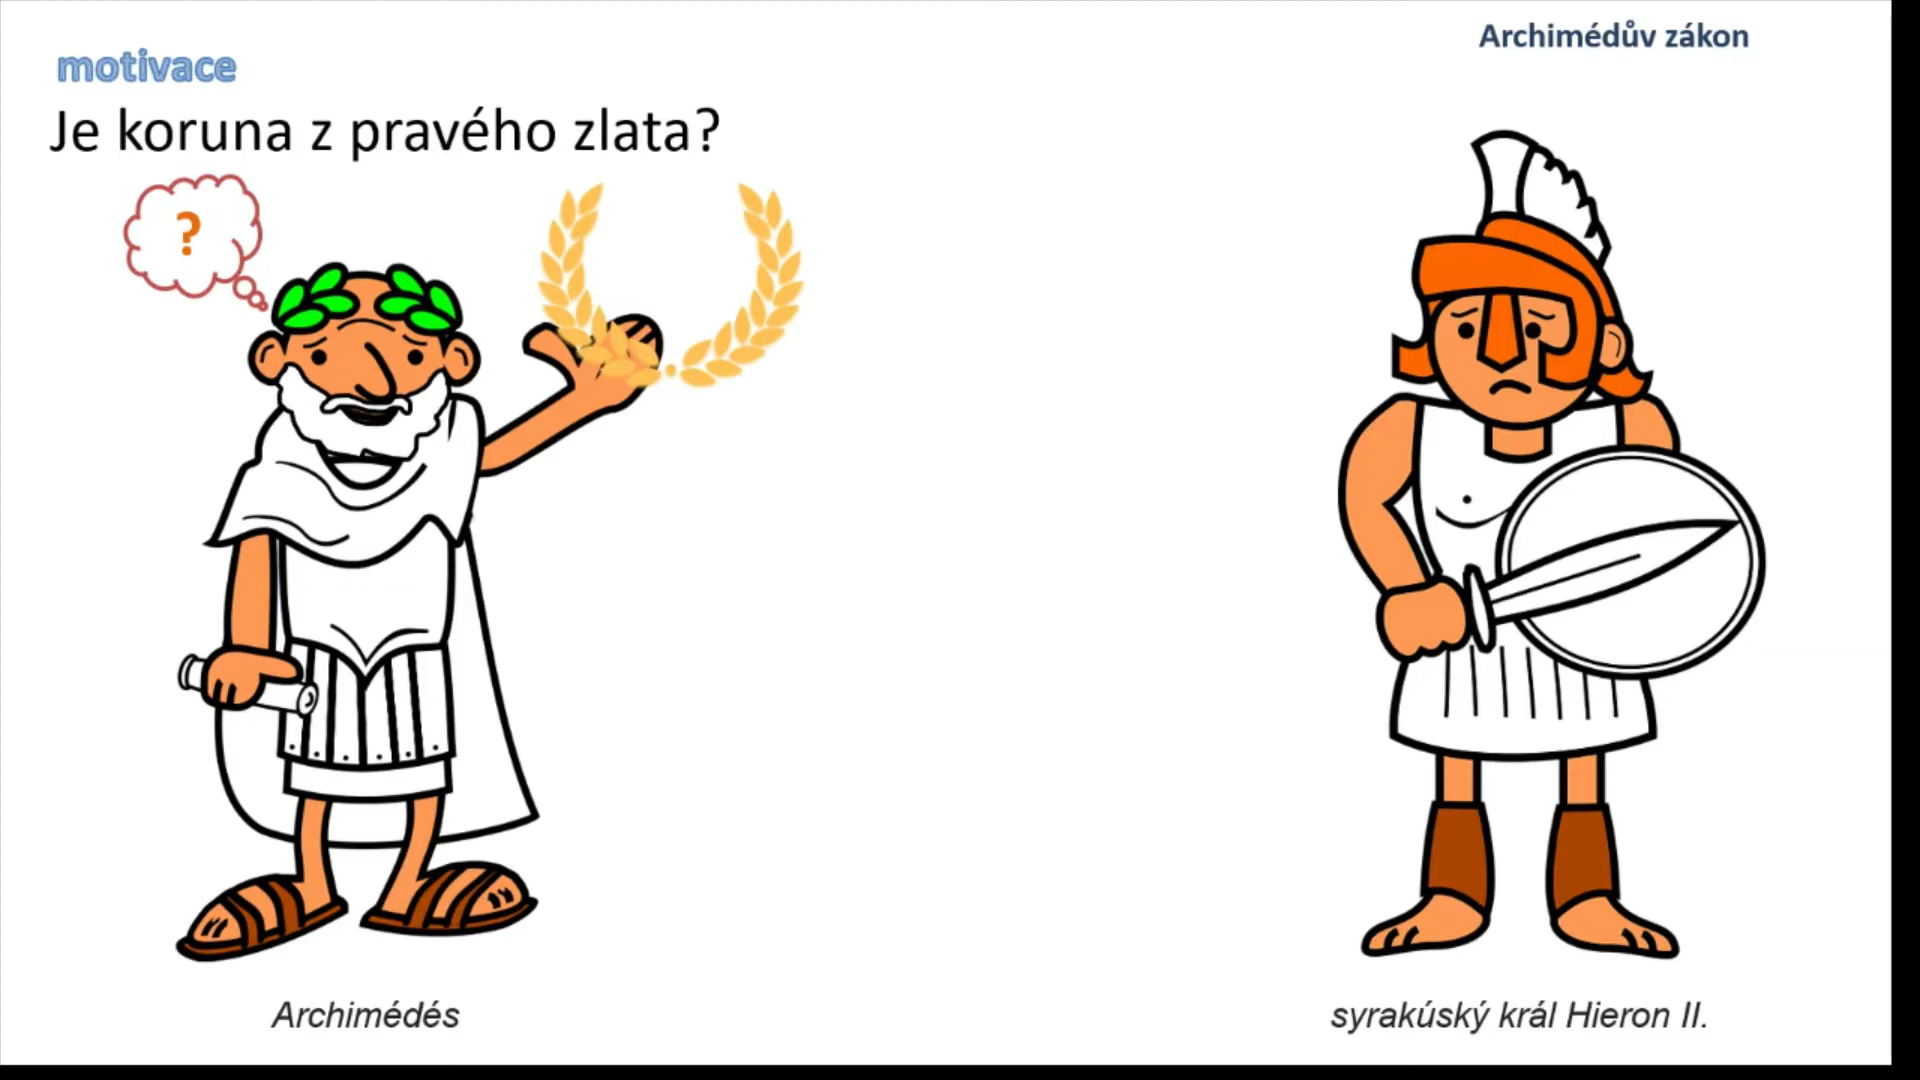 Archimédův zákon
motivace
Je koruna z pravého zlata?
?
Archimédés
syrakúský král Hieron II.